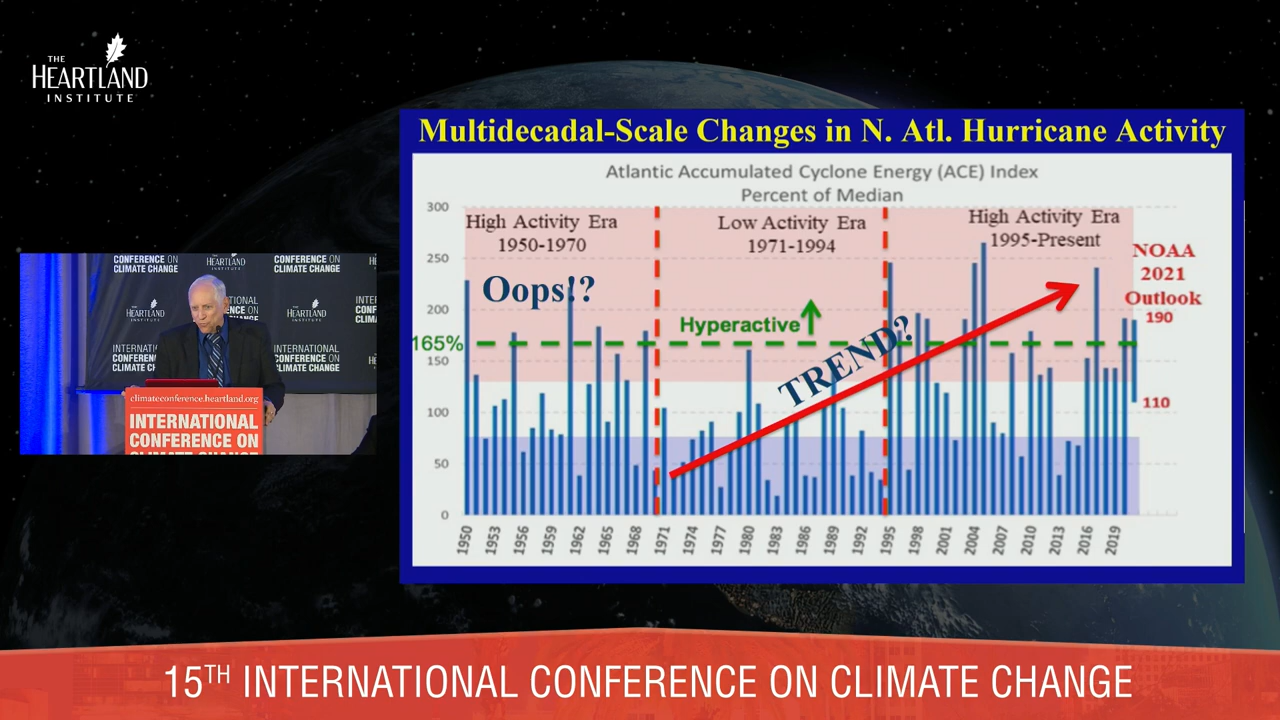 THE
HEARTLAND
INSTITUTE
Multidecadal-Scale Changes in N. Atl. Hurricane Activity
Atlantic Accumulated Cyclone Energy (ACE) Index
Percent of Median
300
250
200
150
100
50
0
165%
High Activity Era
1950-1970
Low Activity Era
1971-1994
High Activity Era
1995-Present
Oops!?
Hyperactive
TREND?
NOAA
2021
Outlook
190
110
1950
1953
1956
1959
1962
1965
1968
1971
1974
1977
1980
1983
1986
1989
1992
1995
1998
2001
2004
2007
2010
2013
2016
2019
CONFERENCE ON
CLIMATE CHANGE
HEARTLAND
CONFERENCE ON
CLIMATE CHANGE
HEARTLAND
CONFERENCE ON
CLIMATE CHANGE
climateconference.heartland.org
INTERNATIONAL
CONFERENCE ON
CLIMATE CHANGE
15TH INTERNATIONAL CONFERENCE ON CLIMATE CHANGE